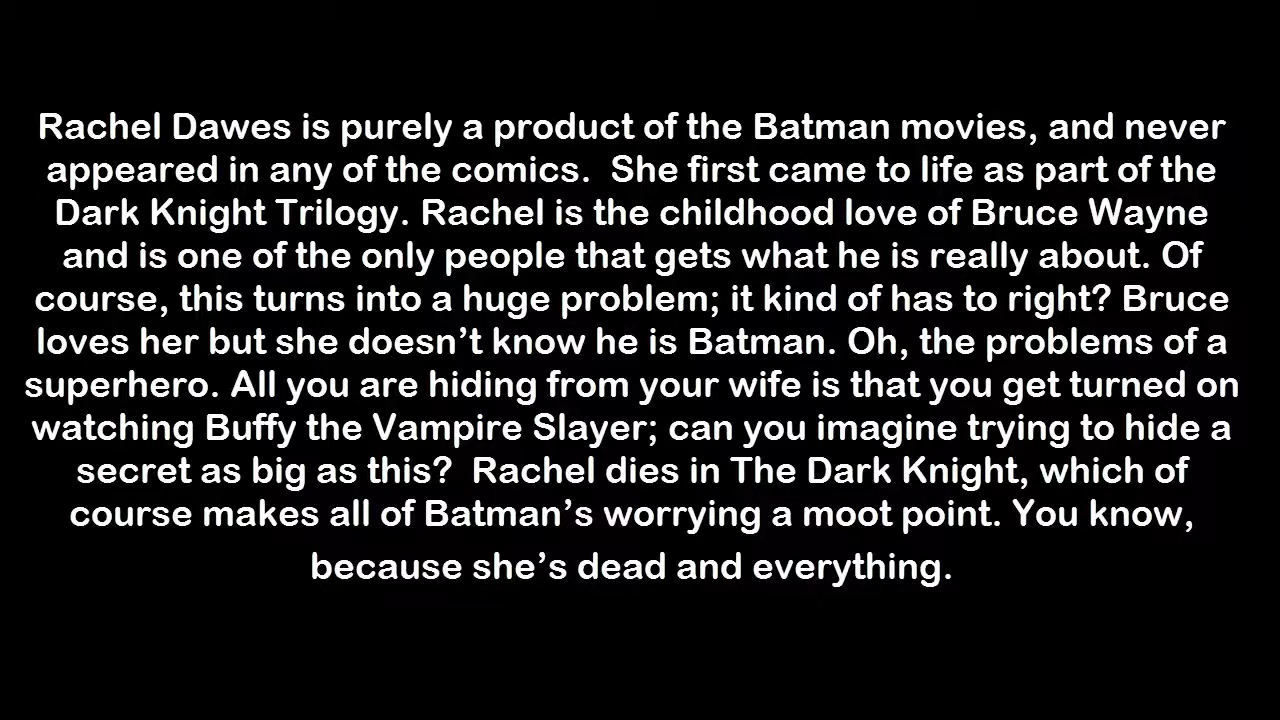 Rachel Dawes is purely a product of the Batman movies, and never
appeared in any of the comics.  She first came to life as part of the
Dark Knight Trilogy. Rachel is the childhood love of Bruce Wayne
and is one of the only people that gets what he is really about. Of
course, this turns into a huge problem; it kind of has to right? Bruce
loves her but she doesn’t know he is Batman. Oh, the problems of a
superhero. All you are hiding from your wife is that you get turned on
watching Buffy the Vampire Slayer; can you imagine trying to hide a
secret as big as this?  Rachel dies in The Dark Knight, which of
course makes all of Batman’s worrying a moot point. You know,
because she’s dead and everything.